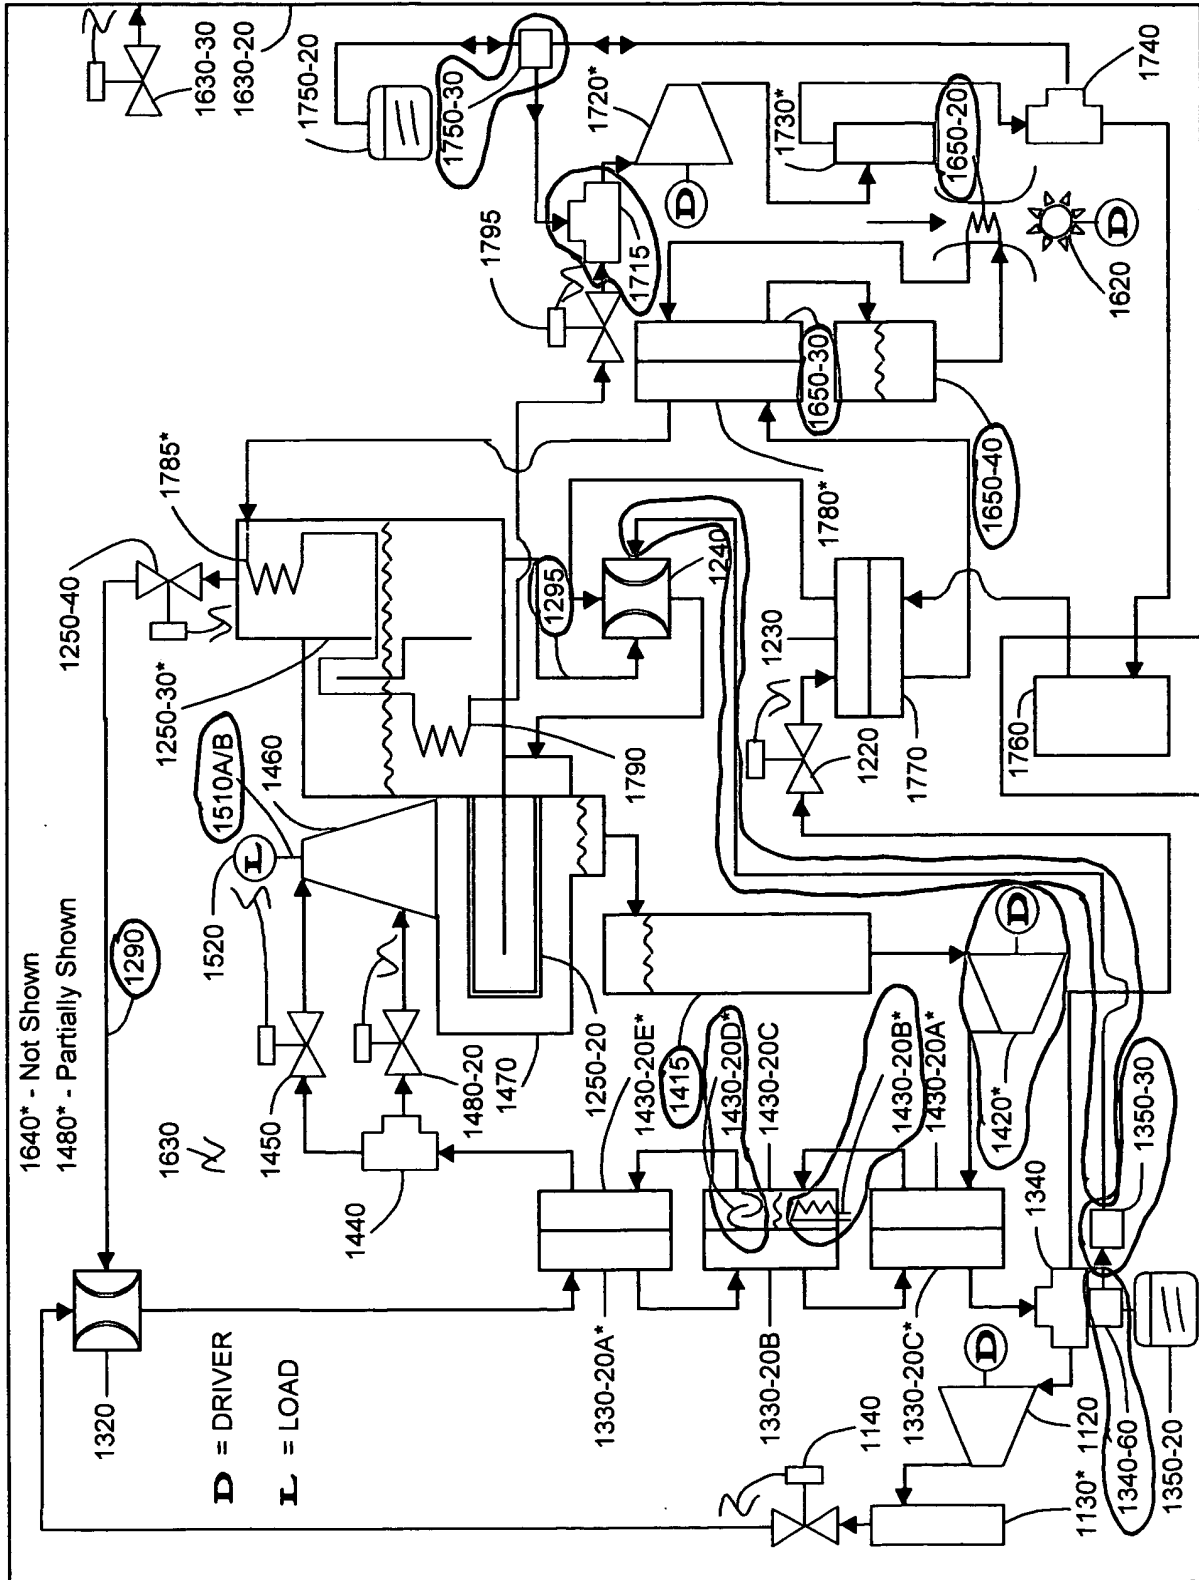 1640* - Not Shown
1480* - Partially Shown
1290
1320
D = DRIVER
L = LOAD
1630
1520
1510A/B
1460
1250-30*
1250-40
1785*
1450
1440
1480-20
1470
1250-20
1790
1295
1240
1795
1715
1750-30
1750-20
1630-30
1630-20
1720*
1730*
1650-20
1740
1620
1650-30
1650-40
1780*
1230
1220
1770
1760
1430-20E*
1415
1430-20D*
1430-20C
1430-20B*
1430-20A*
1420*
1330-20A*
1330-20B
1330-20C*
1340
1350-30
1140
1130*
1120
1340-60
1350-20
L
D
D
D
D